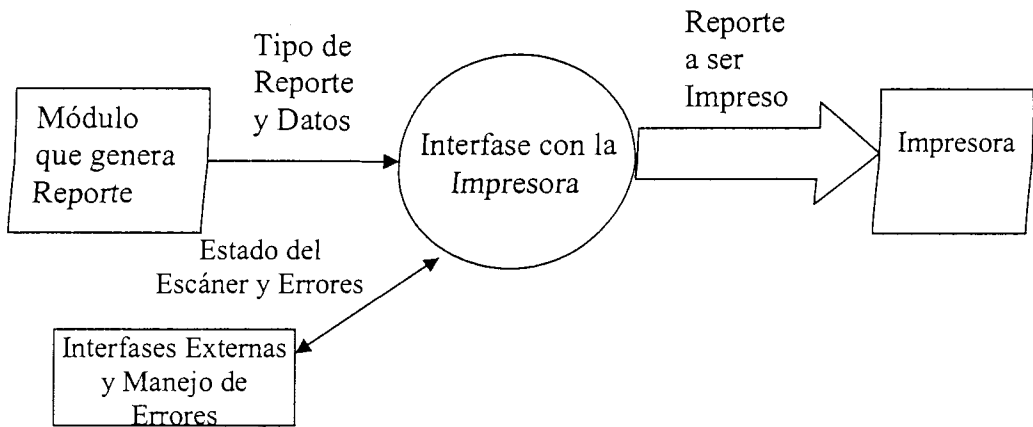 Módulo
que genera
Reporte
Tipo de
Reporte
y Datos
Interfase con la
Impresora
Reporte
a ser
Impreso
Impresora
Estado del
Escáner y Errores
Interfases Externas
y Manejo de
Errores